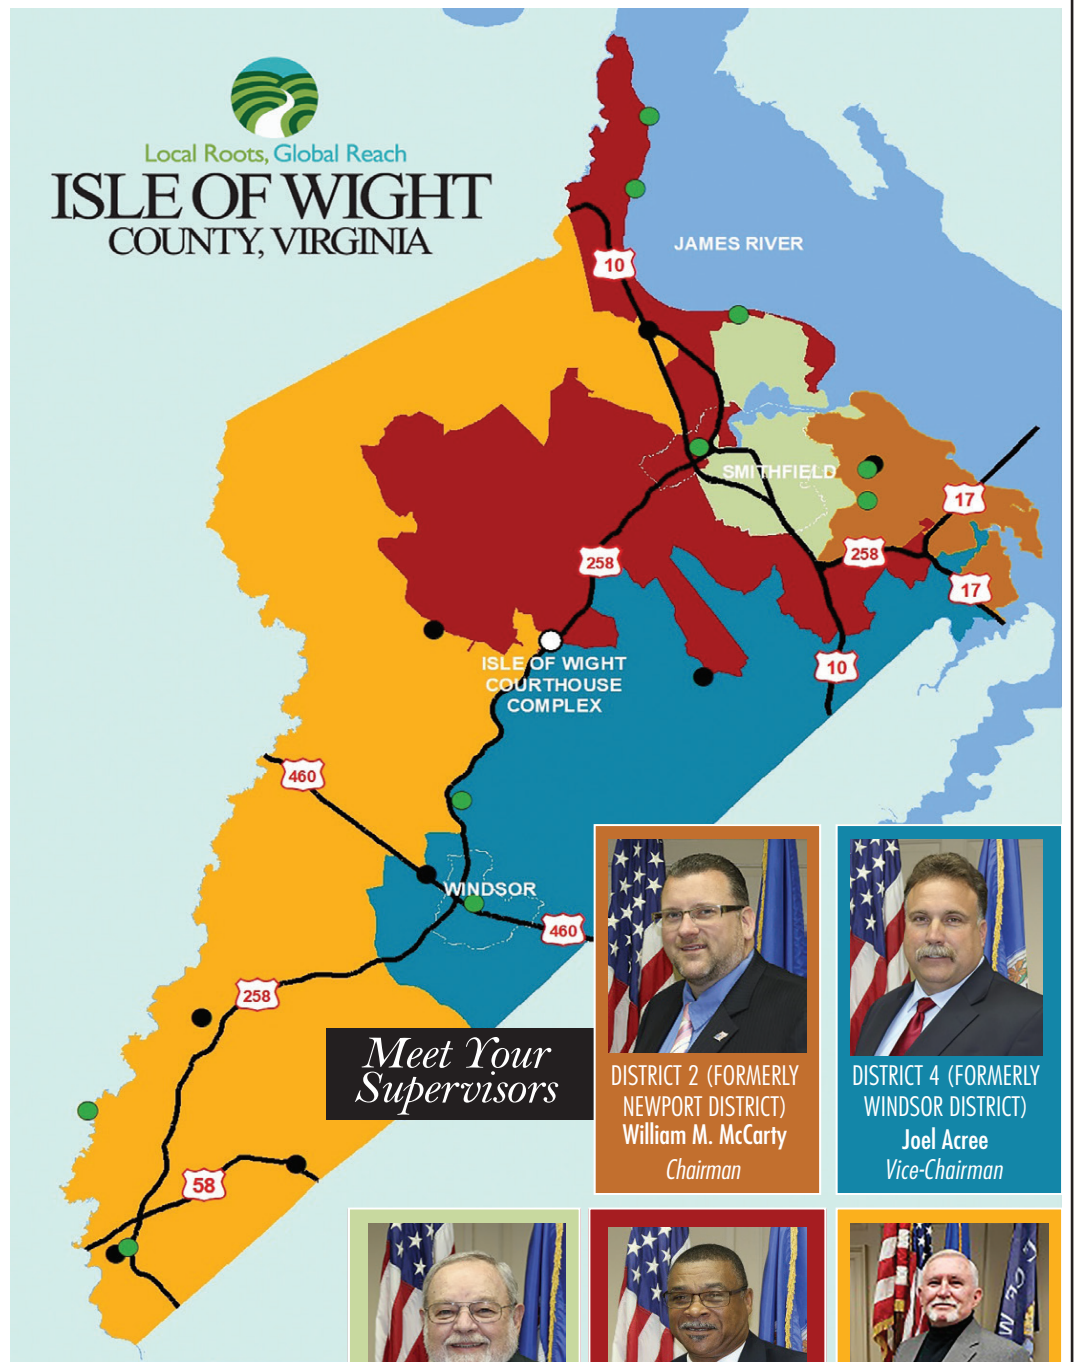 Local Roots, Global Reach
ISLE OF WIGHT
COUNTY, VIRGINIA
JAMES RIVER
10
SMITHFIELD
17
258
258
17
10
ISLE OF WIGHT
COURTHOUSE
COMPLEX
460
WINDSOR
460
258
58
Meet Your
Supervisors
DISTRICT 2 (FORMERLY
NEWPORT DISTRICT)
William M. McCarty
Chairman
DISTRICT 4 (FORMERLY
WINDSOR DISTRICT)
Joel Acree
Vice-Chairman